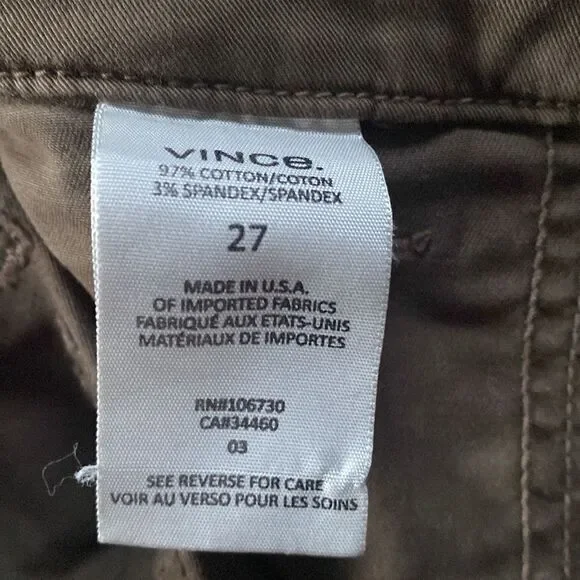 VINCE.
97% COTTON/COTON
3% SPANDEX/SPANDEX
27
MADE IN U.S.A.
OF IMPORTED FABRICS
FABRIQUÉ AUX ETATS-UNIS
MATÉRIAUX DE IMPORTES
RN#106730
CA#34460
03
SEE REVERSE FOR CARE
VOIR AU VERSO POUR LES SOINS